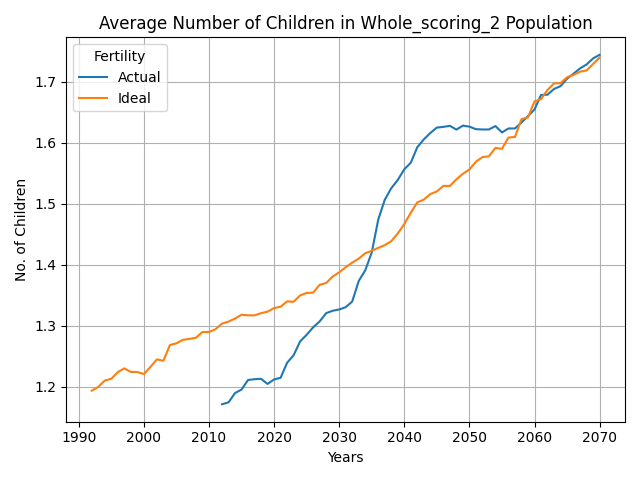 Average Number of Children in Whole_scoring_2 Population
Fertility
Actual
Ideal
No. of Children
1.7
1.6
1.5
1.4
1.3
1.2
1990 2000 2010 2020 2030 2040 2050 2060 2070
Years